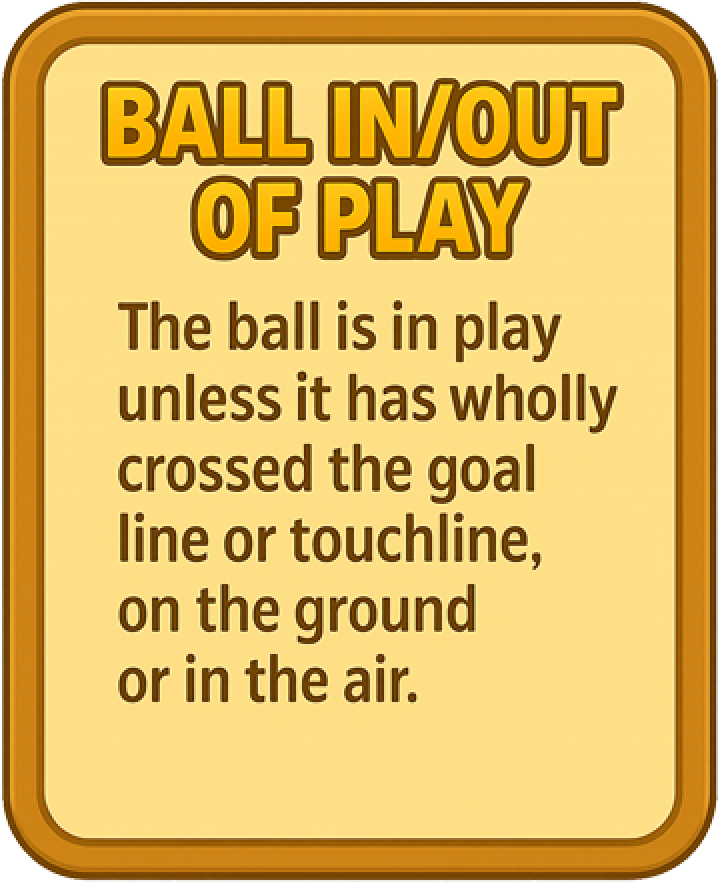 BALL IN/OUT
OF PLAY
The ball is in play
unless it has wholly
crossed the goal
line or touchline,
on the ground
or in the air.